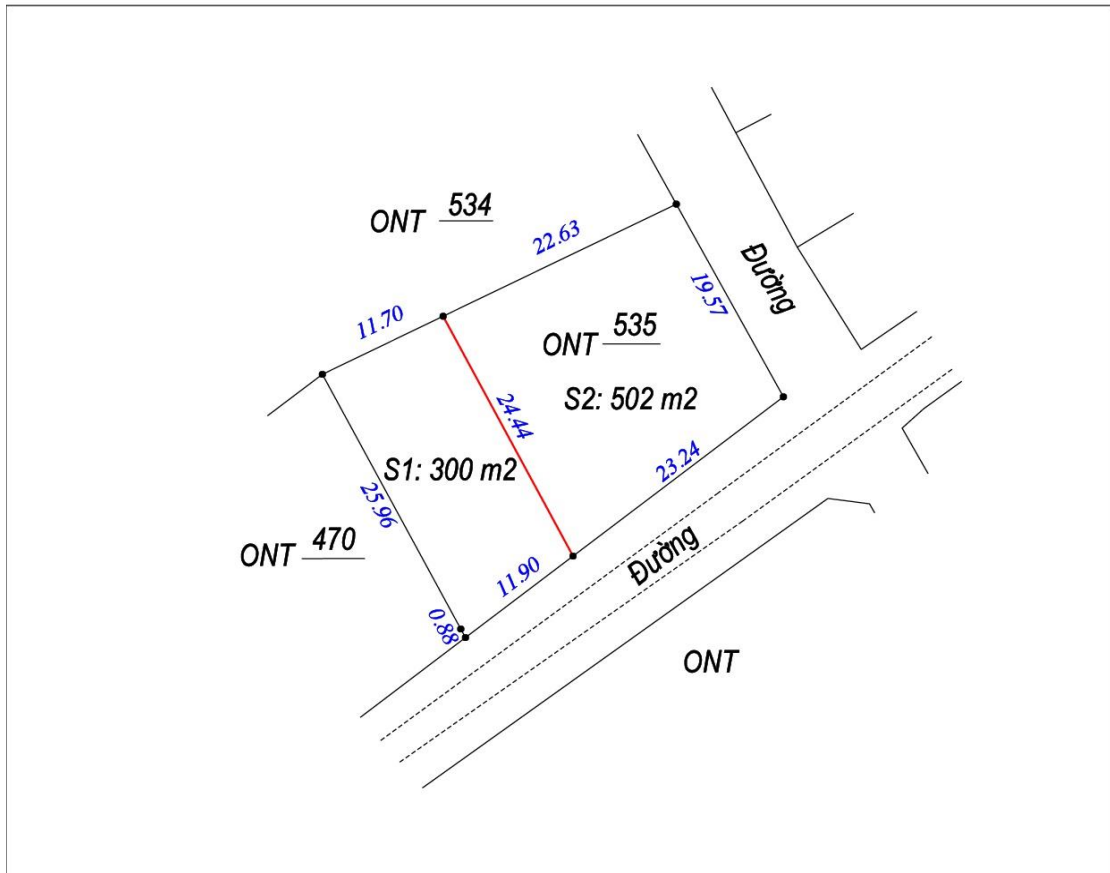 ONT 534
22.63
11.70
Đường
19.57
ONT 535
S2: 502 m2
24.44
S1: 300 m2
25.96
23.24
ONT 470
Đường
11.90
0.88
ONT